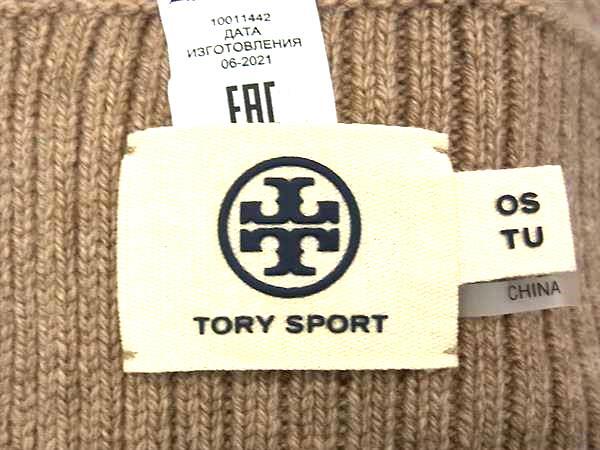 10011442
ДАТА
ИЗГОТОВЛЕНИЯ
06-2021
EAC
TORY SPORT
OS
TU
CHINA